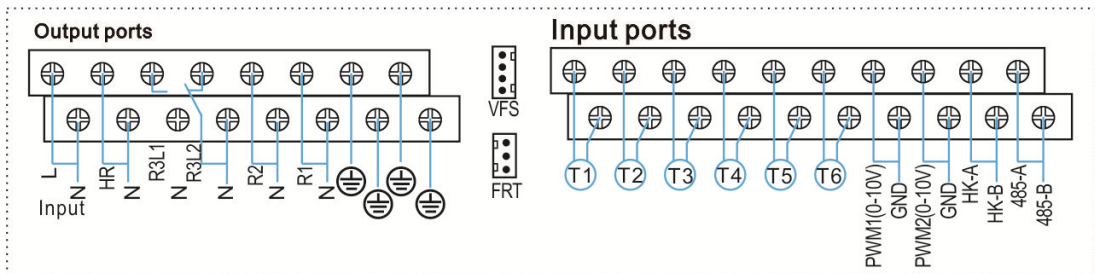 Output ports
Input ports
VFS
FRT
L
N
HR
N
R3L1
N
R3L2
N
R2
N
R1
N
Input
T1
T2
T3
T4
T5
T6
PWM1(0-10V)
GND
PWM2(0-10V)
GND
HK-A
HK-B
485-A
485-B